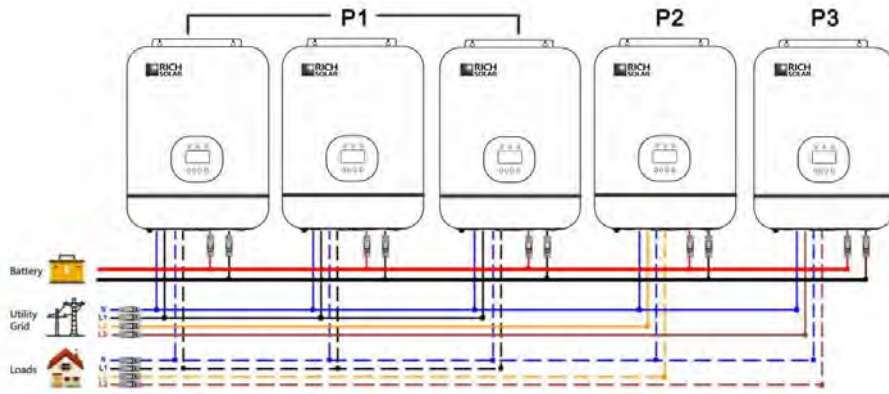 P1 P2 P3
RICH SOLAR RICH SOLAR RICH SOLAR RICH SOLAR RICH SOLAR
Battery
Utility Grid
N
L1
L2
L3
Loads
N
L1
L2
L3